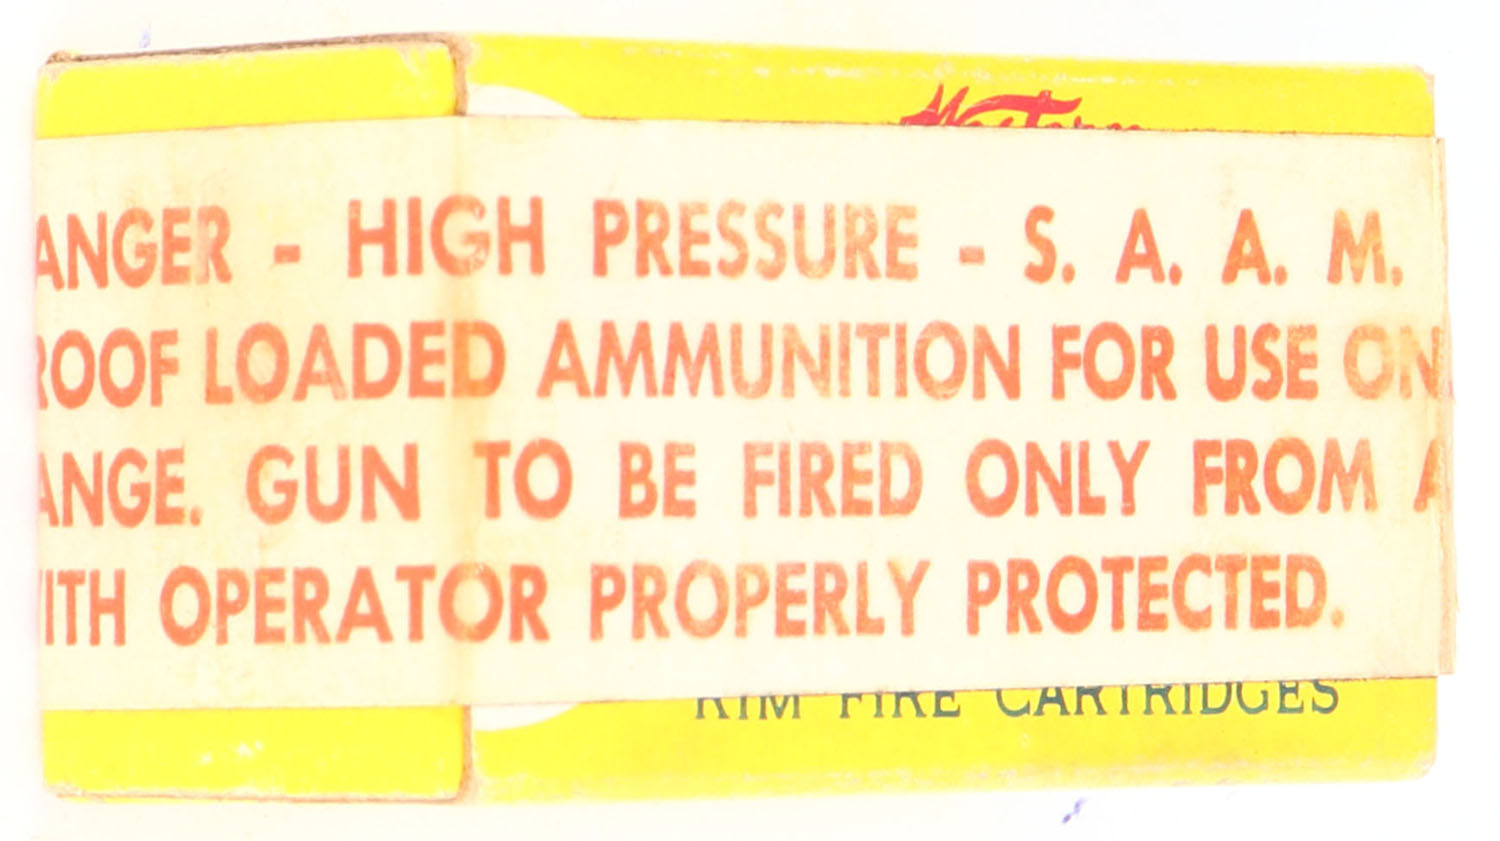 Western
ANGER - HIGH PRESSURE - S. A. A. M.
ROOF LOADED AMMUNITION FOR USE ON
ANGE. GUN TO BE FIRED ONLY FROM A
ITH OPERATOR PROPERLY PROTECTED.
RIM FIRE CARTRIDGES